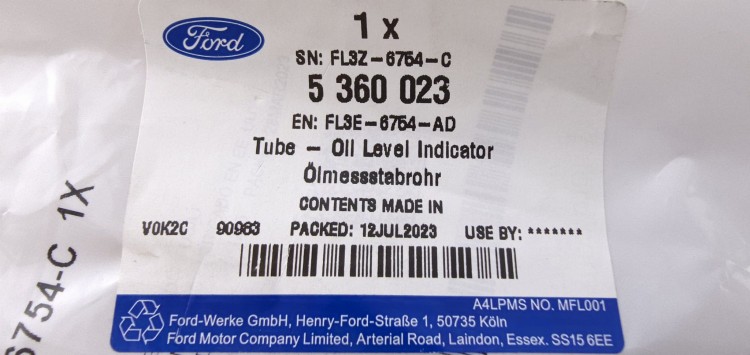 Ford
1 x
SN: FL3Z-6754-C
5 360 023
EN: FL3E-6754-AD
Tube - Oil Level Indicator
Ölmessstabrohr
CONTENTS MADE IN
V0K2C 90963 PACKED: 12JUL2023 USE BY: *******
A4LPMS NO. MFL001
Ford-Werke GmbH, Henry-Ford-Straße 1, 50735 Köln
Ford Motor Company Limited, Arterial Road, Laindon, Essex. SS15 6EE
6754-C 1X